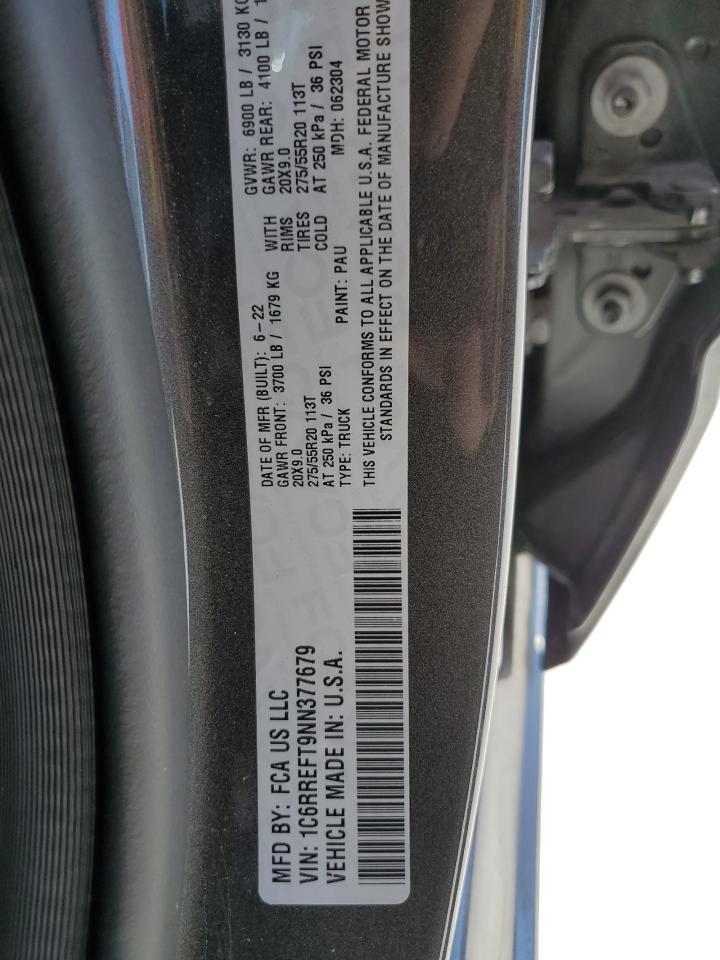 MFD BY: FCA US LLC
VIN: 1C6RREFT9NN377679
VEHICLE MADE IN: U.S.A.
DATE OF MFR (BUILT): 6-22 GVWR: 6900 LB / 3130 KG
GAWR FRONT: 3700 LB / 1679 KG WITH GAWR REAR: 4100 LB /
20X9.0 RIMS 20X9.0
275/55R20 113T TIRES 275/55R20 113T
AT 250 kPa / 36 PSI COLD AT 250 kPa / 36 PSI
TYPE: TRUCK PAINT: PAU MDH: 062304
THIS VEHICLE CONFORMS TO ALL APPLICABLE U.S.A. FEDERAL MOTOR
STANDARDS IN EFFECT ON THE DATE OF MANUFACTURE SHOW